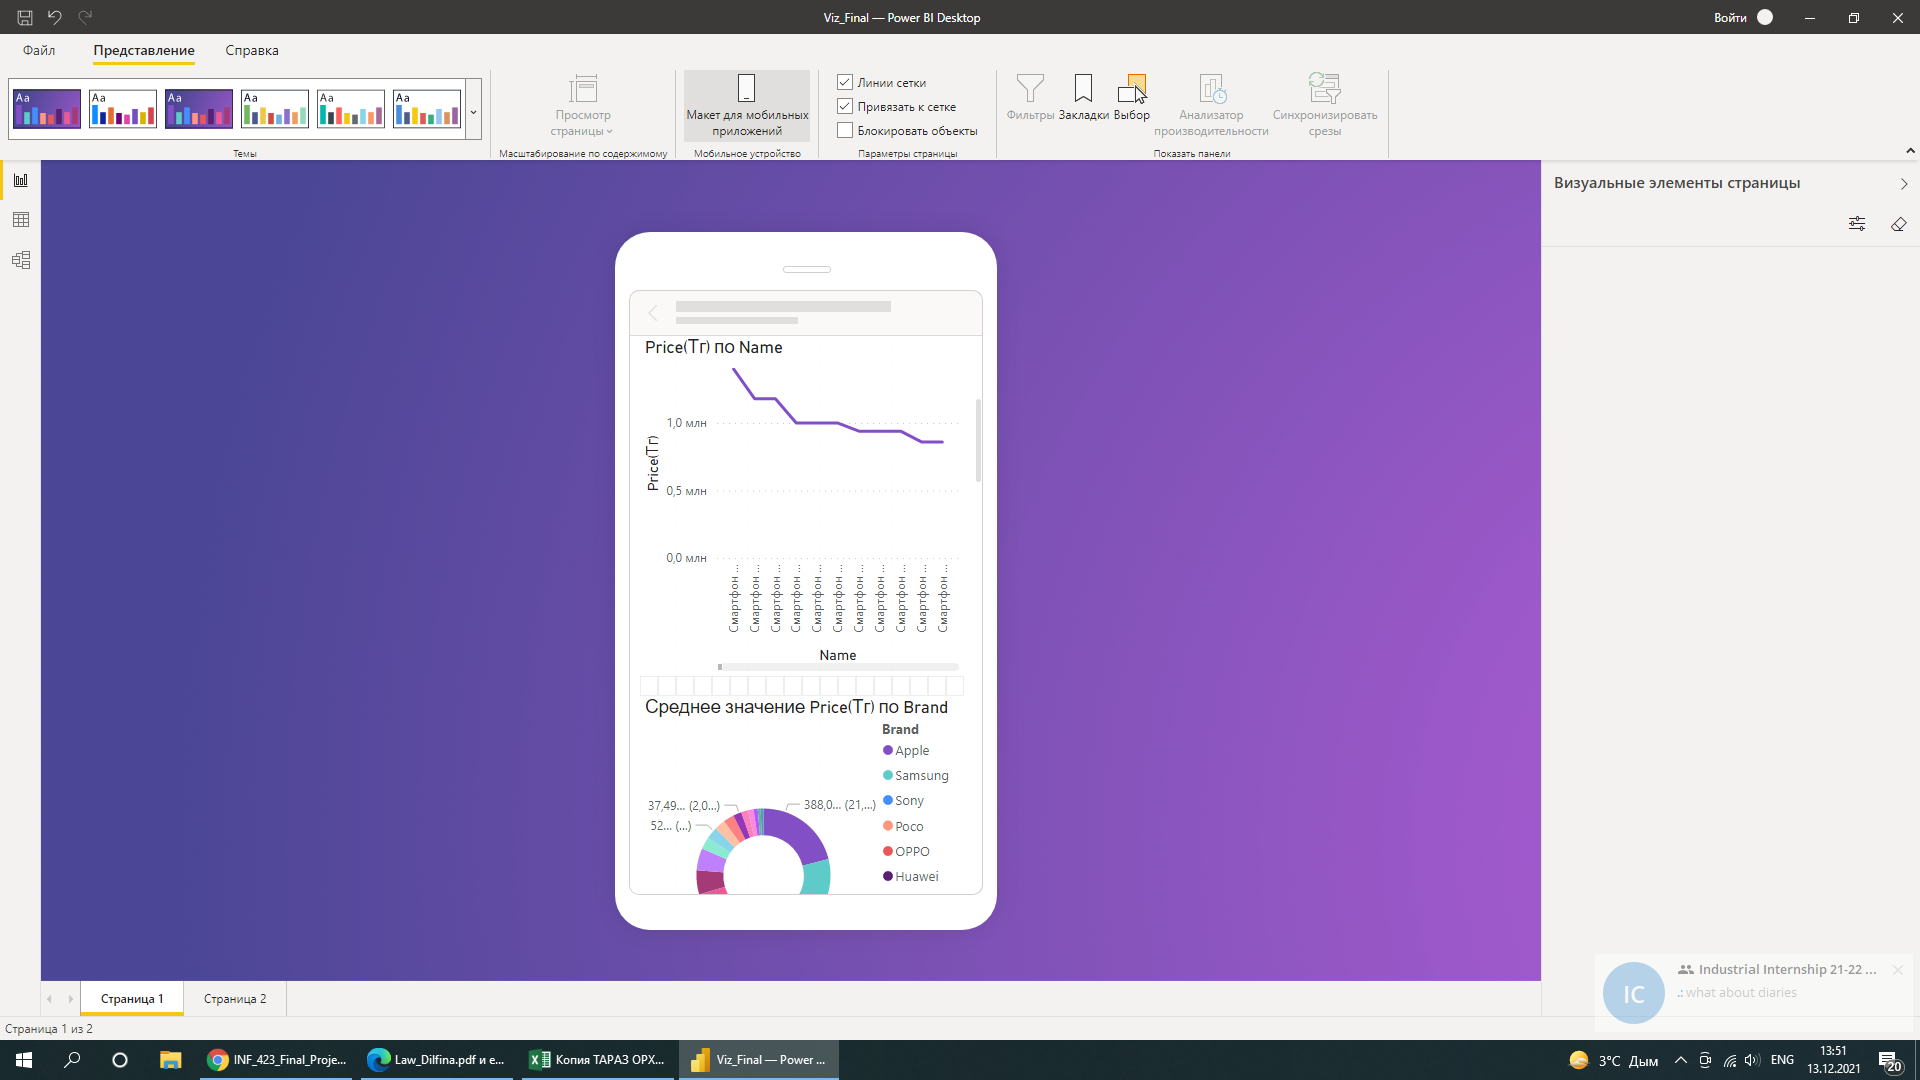 Viz_Final — Power BI Desktop
Войти
Файл
Представление
Справка
Aa
Aa
Aa
Aa
Aa
Aa
Темы
Просмотр
страницы
Масштабирование по содержимому
Макет для мобильных
приложений
Мобильное устройство
Линии сетки
Привязать к сетке
Блокировать объекты
Параметры страницы
Фильтры
Закладки
Выбор
Анализатор
производительности
Синхронизировать
срезы
Показать панели
Визуальные элементы страницы
Price(Тг) по Name
Price(Тг)
1,0 млн
0,5 млн
0,0 млн
Смартфон ...
Смартфон ...
Смартфон ...
Смартфон ...
Смартфон ...
Смартфон ...
Смартфон ...
Смартфон ...
Смартфон ...
Смартфон ...
Смартфон ...
Name
Среднее значение Price(Тг) по Brand
Brand
Apple
Samsung
Sony
Poco
OPPO
Huawei
37,49... (2,0...)
388,0... (21,...)
52... (...)
Industrial Internship 21-22 ...
IC
.: what about diaries
Страница 1
Страница 2
Страница 1 из 2
INF_423_Final_Proje...
Law_Dilfina.pdf и е...
Копия ТАРАЗ ОРХ...
Viz_Final — Power ...
3°C Дым
ENG
13:51
13.12.2021
20